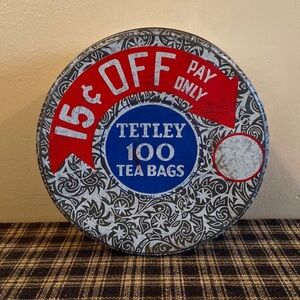 15¢ OFF PAY
ONLY
TETLEY
100
TEA BAGS